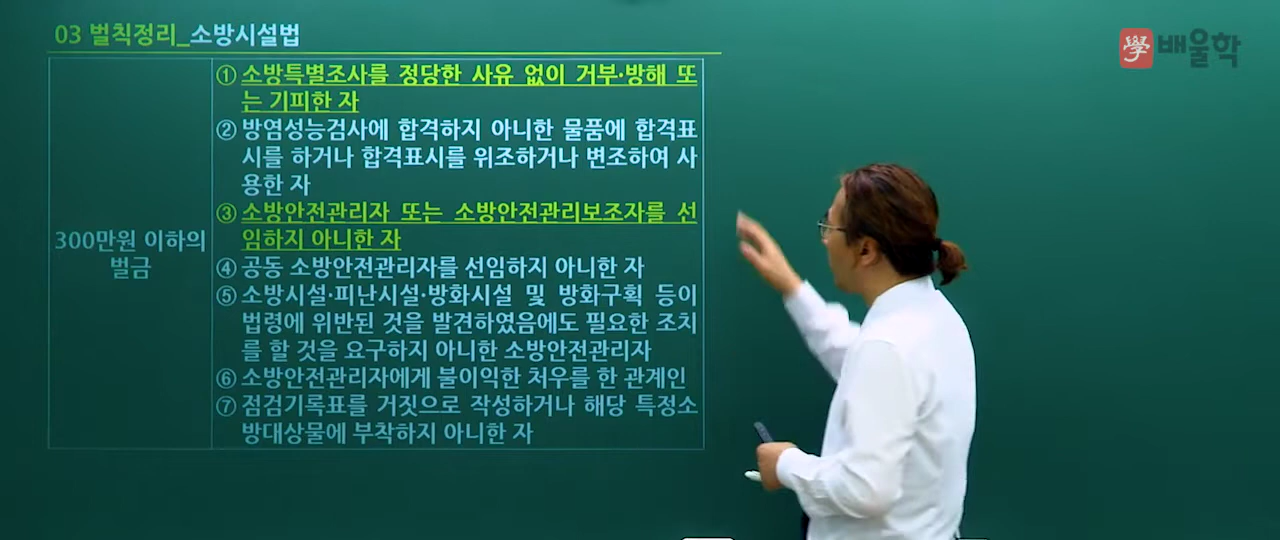 03 벌칙정리_소방시설법
學 배울학
300만원 이하의
벌금
① 소방특별조사를 정당한 사유 없이 거부·방해 또
는 기피한 자
② 방염성능검사에 합격하지 아니한 물품에 합격표
시를 하거나 합격표시를 위조하거나 변조하여 사
용한 자
③ 소방안전관리자 또는 소방안전관리보조자를 선
임하지 아니한 자
④ 공동 소방안전관리자를 선임하지 아니한 자
⑤ 소방시설·피난시설·방화시설 및 방화구획 등이
법령에 위반된 것을 발견하였음에도 필요한 조치
를 할 것을 요구하지 아니한 소방안전관리자
⑥ 소방안전관리자에게 불이익한 처우를 한 관계인
⑦ 점검기록표를 거짓으로 작성하거나 해당 특정소
방대상물에 부착하지 아니한 자